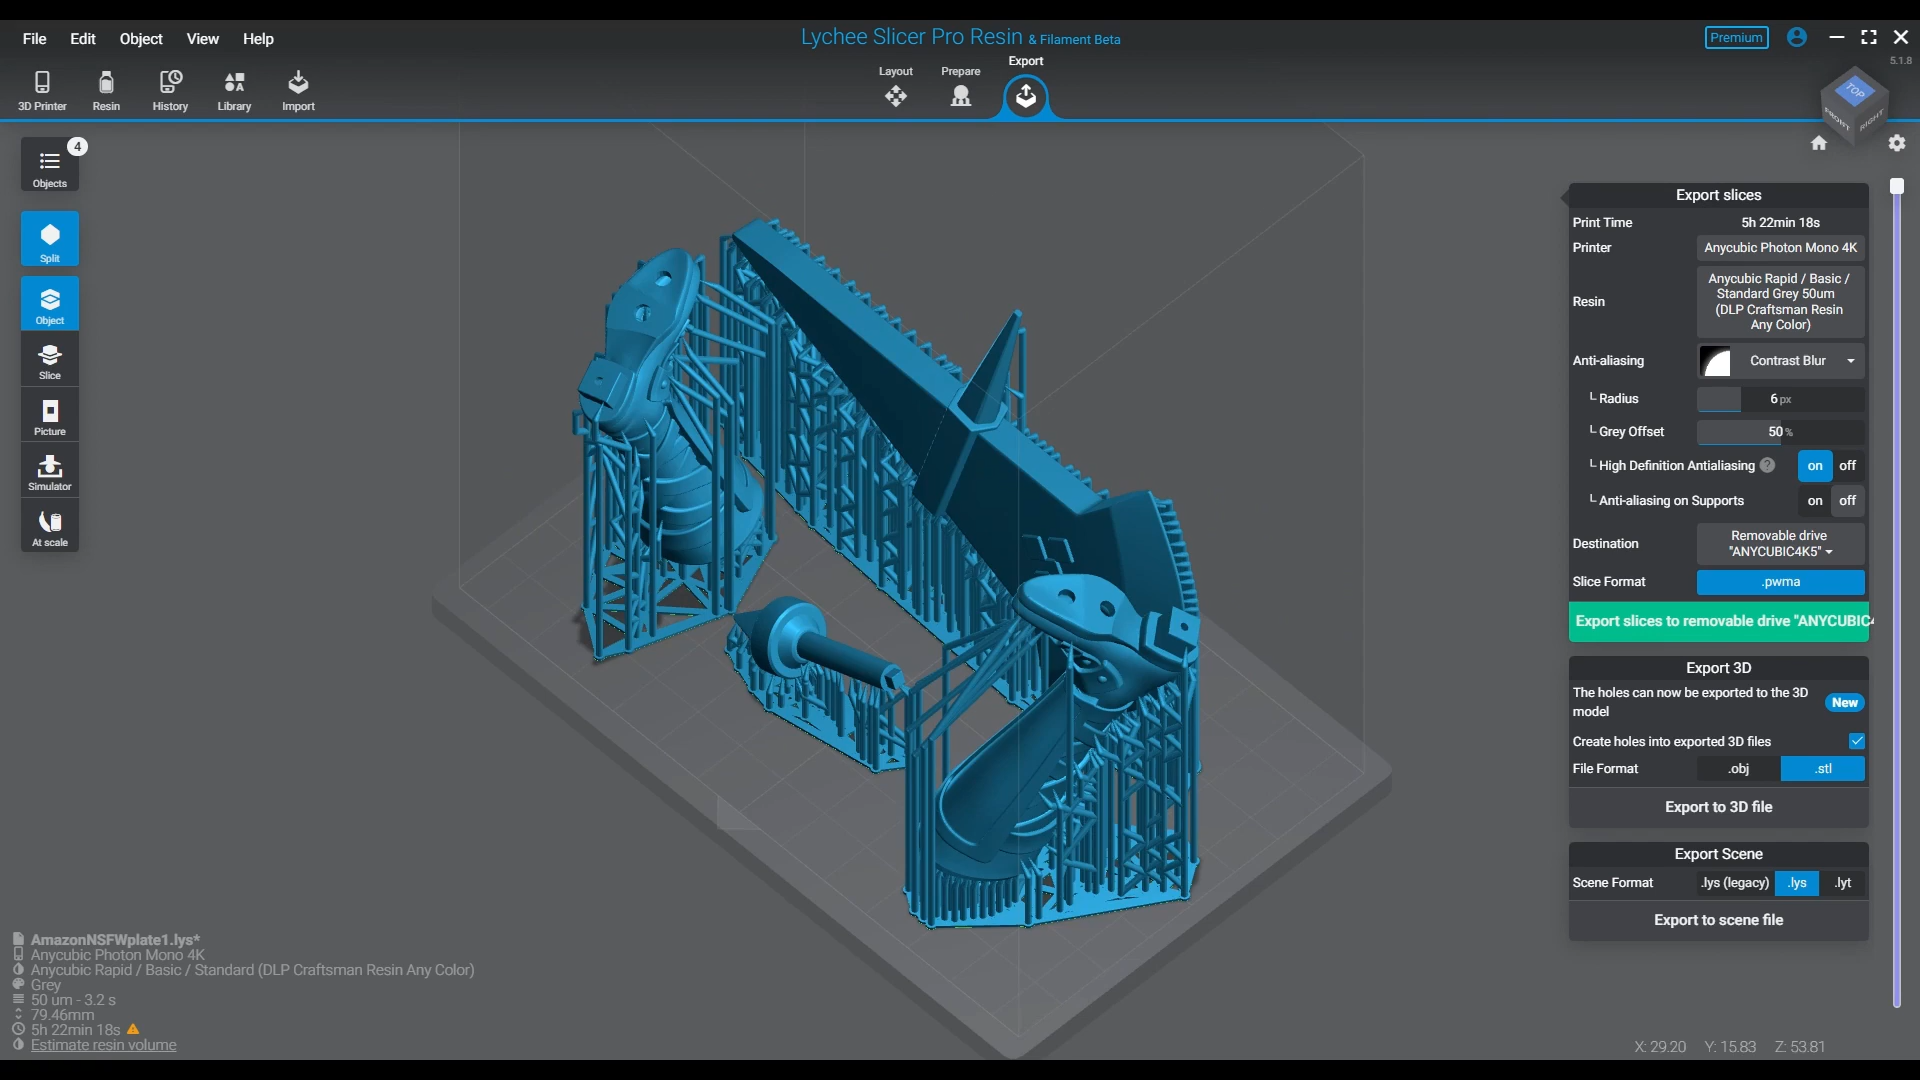 File Edit Object View Help
Lychee Slicer Pro Resin & Filament Beta
Premium
5.1.8
3D Printer Resin History Library Import
Layout Prepare Export
TOP
FRONT RIGHT
4
Objects
Split
Object
Slice
Picture
Simulator
At scale
Export slices
Print Time 5h 22min 18s
Printer Anycubic Photon Mono 4K
Resin
Anycubic Rapid / Basic /
Standard Grey 50um
(DLP Craftsman Resin
Any Color)
Anti-aliasing Contrast Blur
Radius 6 px
Grey Offset 50 %
High Definition Antialiasing ? on off
Anti-aliasing on Supports on off
Destination
Removable drive
"ANYCUBIC4K5"
Slice Format .pwma
Export slices to removable drive "ANYCUBIC4
Export 3D
The holes can now be exported to the 3D
model
New
Create holes into exported 3D files
File Format .obj .stl
Export to 3D file
Export Scene
Scene Format .lys (legacy) .lys .lyt
Export to scene file
AmazonNSFWplate1.lys*
Anycubic Photon Mono 4K
Anycubic Rapid / Basic / Standard (DLP Craftsman Resin Any Color)
Grey
50 um - 3.2 s
79.46mm
5h 22min 18s
Estimate resin volume
X: 29.20 Y: 15.83 Z: 53.81